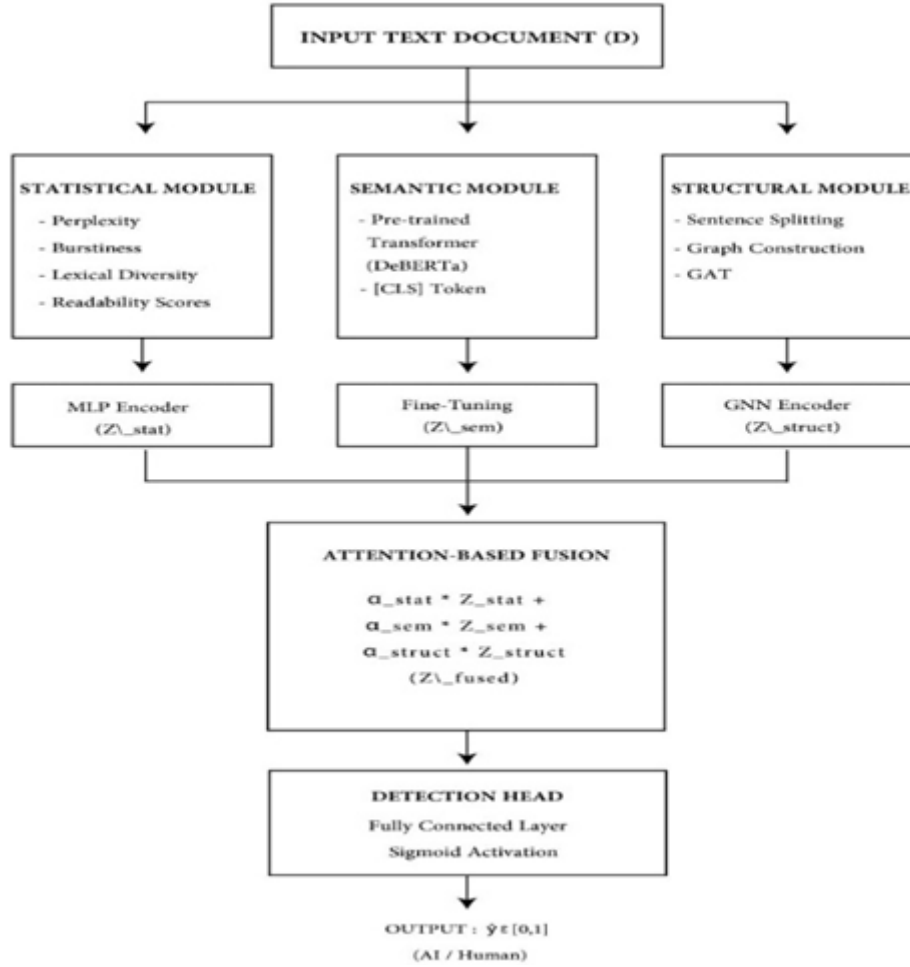 INPUT TEXT DOCUMENT (D)
STATISTICAL MODULE
- Perplexity
- Burstiness
- Lexical Diversity
- Readability Scores
SEMANTIC MODULE
- Pre-trained
Transformer
(DeBERTa)
- [CLS] Token
STRUCTURAL MODULE
- Sentence Splitting
- Graph Construction
- GAT
MLP Encoder
(Z\_stat)
Fine-Tuning
(Z\_sem)
GNN Encoder
(Z\_struct)
ATTENTION-BASED FUSION
α_stat * Z_stat +
α_sem * Z_sem +
α_struct * Z_struct
(Z\_fused)
DETECTION HEAD
Fully Connected Layer
Sigmoid Activation
OUTPUT : ŷ ε [0,1]
(AI / Human)